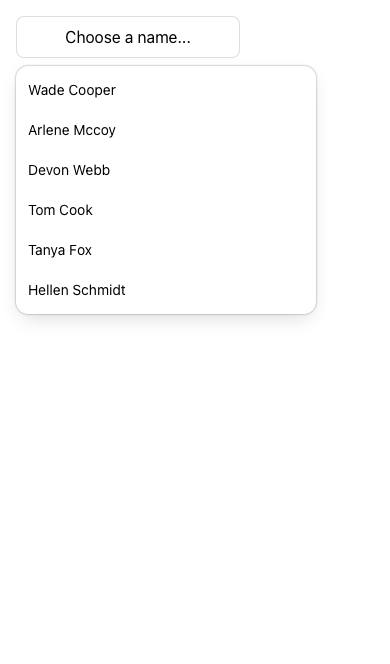 Choose a name...
Wade Cooper
Arlene Mccoy
Devon Webb
Tom Cook
Tanya Fox
Hellen Schmidt